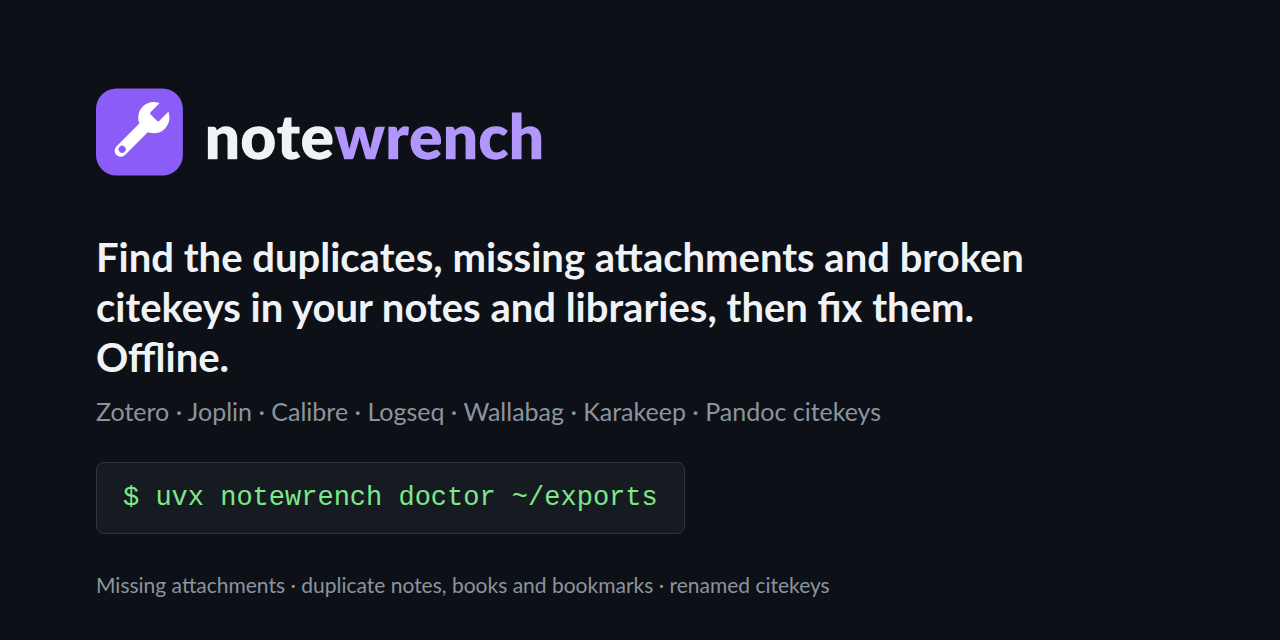 notewrench
Find the duplicates, missing attachments and broken
citekeys in your notes and libraries, then fix them.
Offline.
Zotero · Joplin · Calibre · Logseq · Wallabag · Karakeep · Pandoc citekeys
$ uvx notewrench doctor ~/exports
Missing attachments · duplicate notes, books and bookmarks · renamed citekeys